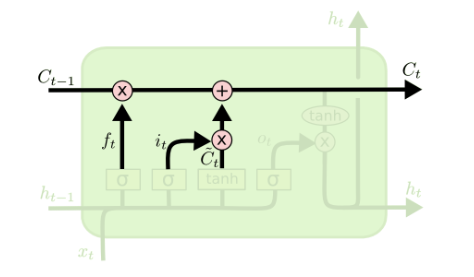 h_t
C_{t-1} x + C_t
tanh
f_t i_t x C̃_t o_t x
σ σ tanh σ
h_{t-1} h_t
x_t